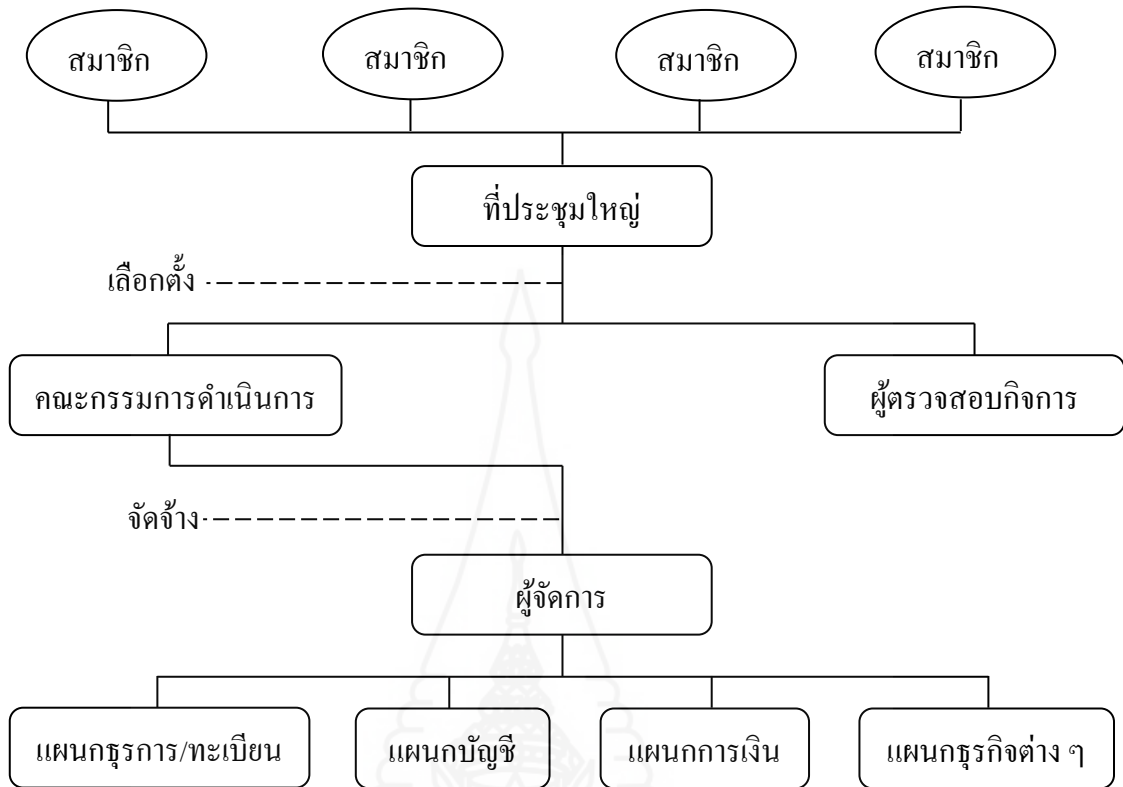 สมาชิก
สมาชิก
สมาชิก
สมาชิก
ที่ประชุมใหญ่
เลือกตั้ง
คณะกรรมการดำเนินการ
ผู้ตรวจสอบกิจการ
จัดจ้าง
ผู้จัดการ
แผนกธุรการ/ทะเบียน
แผนกบัญชี
แผนกการเงิน
แผนกธุรกิจต่าง ๆ